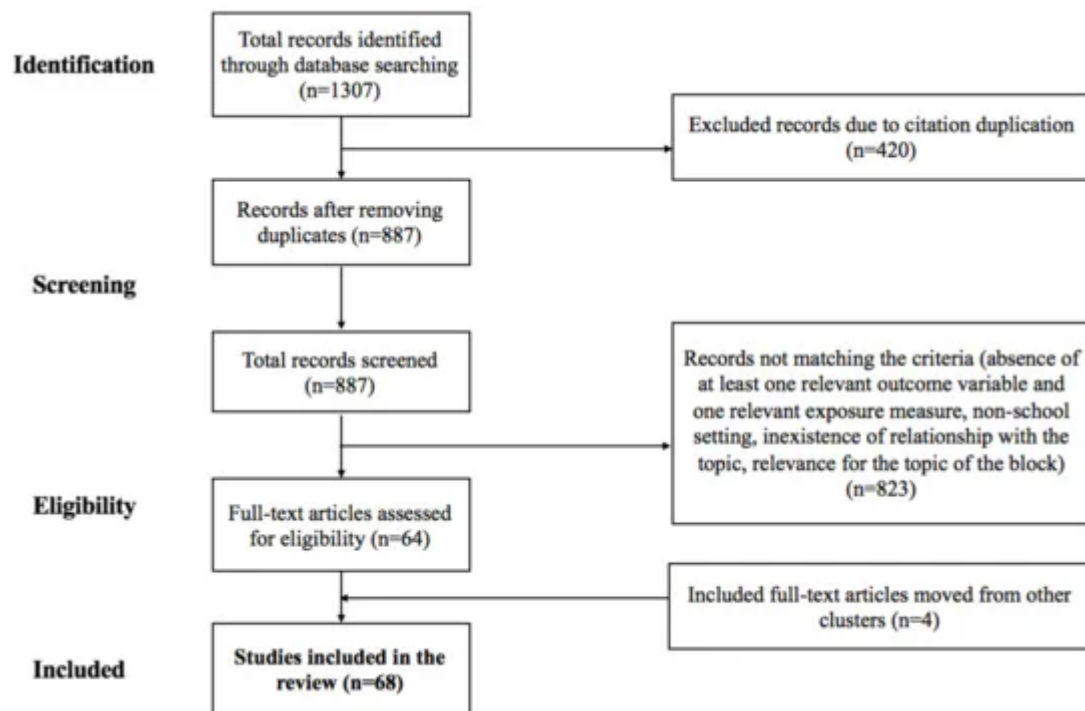 Identification
Total records identified
through database searching
(n=1307)
Excluded records due to citation duplication
(n=420)
Records after removing
duplicates (n=887)
Screening
Total records screened
(n=887)
Records not matching the criteria (absence of
at least one relevant outcome variable and
one relevant exposure measure, non-school
setting, inexistence of relationship with the
topic, relevance for the topic of the block)
(n=823)
Eligibility
Full-text articles assessed
for eligibility (n=64)
Included full-text articles moved from other
clusters (n=4)
Included
Studies included in the
review (n=68)